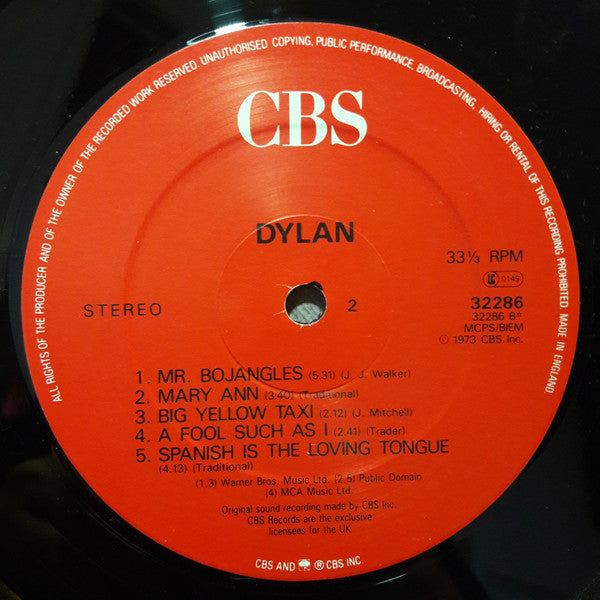 ALL RIGHTS OF THE PRODUCER AND OF THE OWNER OF THE RECORDED WORK RESERVED. UNAUTHORISED COPYING, PUBLIC PERFORMANCE, BROADCASTING, HIRING OR RENTAL OF THIS RECORDING PROHIBITED. MADE IN ENGLAND.
CBS
DYLAN
33⅓ RPM
LC 0149
STEREO
2
32286
32286 B*
MCPS/BIEM
℗ 1973 CBS Inc.
1. MR. BOJANGLES (5.31) (J. J. Walker)
2. MARY ANN (3.40) (Traditional)
3. BIG YELLOW TAXI (2.12) (J. Mitchell)
4. A FOOL SUCH AS I (2.41) (Trader)
5. SPANISH IS THE LOVING TONGUE
(4.13) (Traditional)
(1,3) Warner Bros. Music Ltd. (2.5) Public Domain
(4) MCA Music Ltd.
Original sound recording made by CBS Inc.
CBS Records are the exclusive
licensees for the UK.
CBS AND ® CBS INC.